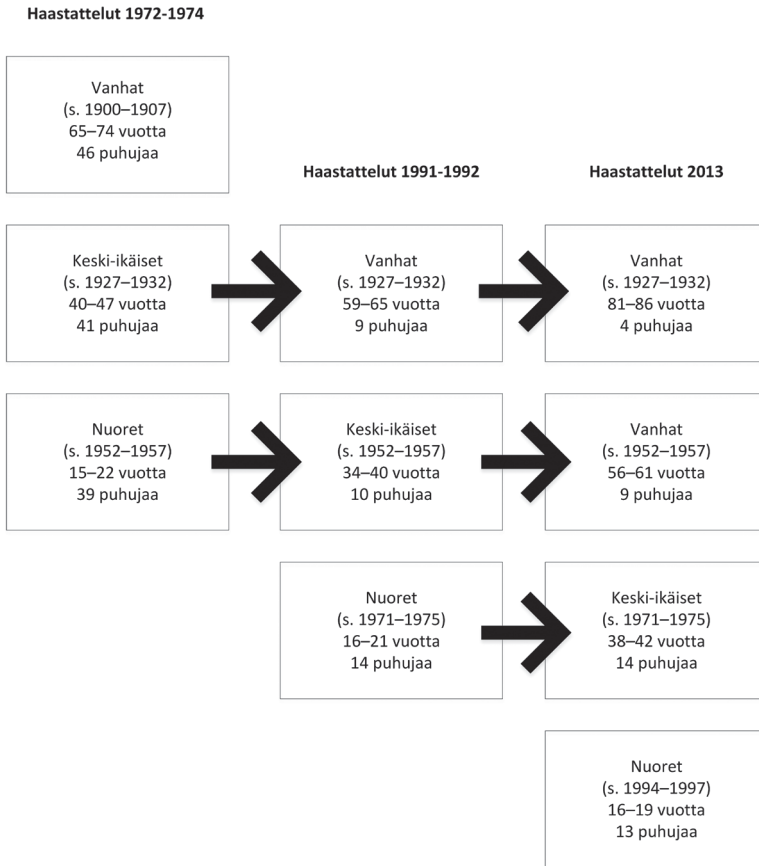 Haastattelut 1972-1974
Vanhat
(s. 1900–1907)
65–74 vuotta
46 puhujaa
Keski-ikäiset
(s. 1927–1932)
40–47 vuotta
41 puhujaa
Nuoret
(s. 1952–1957)
15–22 vuotta
39 puhujaa
Haastattelut 1991-1992
Vanhat
(s. 1927–1932)
59–65 vuotta
9 puhujaa
Keski-ikäiset
(s. 1952–1957)
34–40 vuotta
10 puhujaa
Nuoret
(s. 1971–1975)
16–21 vuotta
14 puhujaa
Haastattelut 2013
Vanhat
(s. 1927–1932)
81–86 vuotta
4 puhujaa
Vanhat
(s. 1952–1957)
56–61 vuotta
9 puhujaa
Keski-ikäiset
(s. 1971–1975)
38–42 vuotta
14 puhujaa
Nuoret
(s. 1994–1997)
16–19 vuotta
13 puhujaa